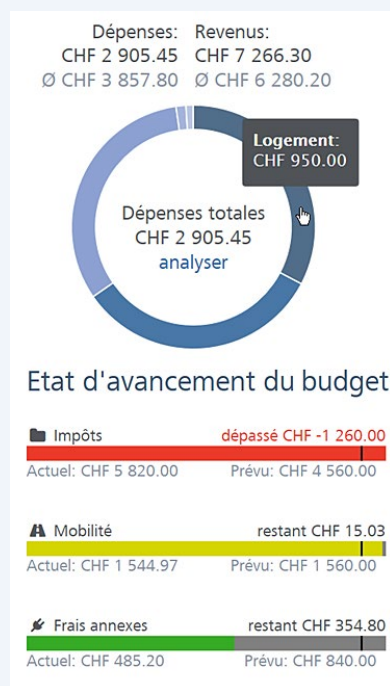 Dépenses: Revenus:
CHF 2 905.45 CHF 7 266.30
Ø CHF 3 857.80 Ø CHF 6 280.20
Logement:
CHF 950.00
Dépenses totales
CHF 2 905.45
analyser
Etat d'avancement du budget
Impôts dépassé CHF -1 260.00
Actuel: CHF 5 820.00 Prévu: CHF 4 560.00
Mobilité restant CHF 15.03
Actuel: CHF 1 544.97 Prévu: CHF 1 560.00
Frais annexes restant CHF 354.80
Actuel: CHF 485.20 Prévu: CHF 840.00